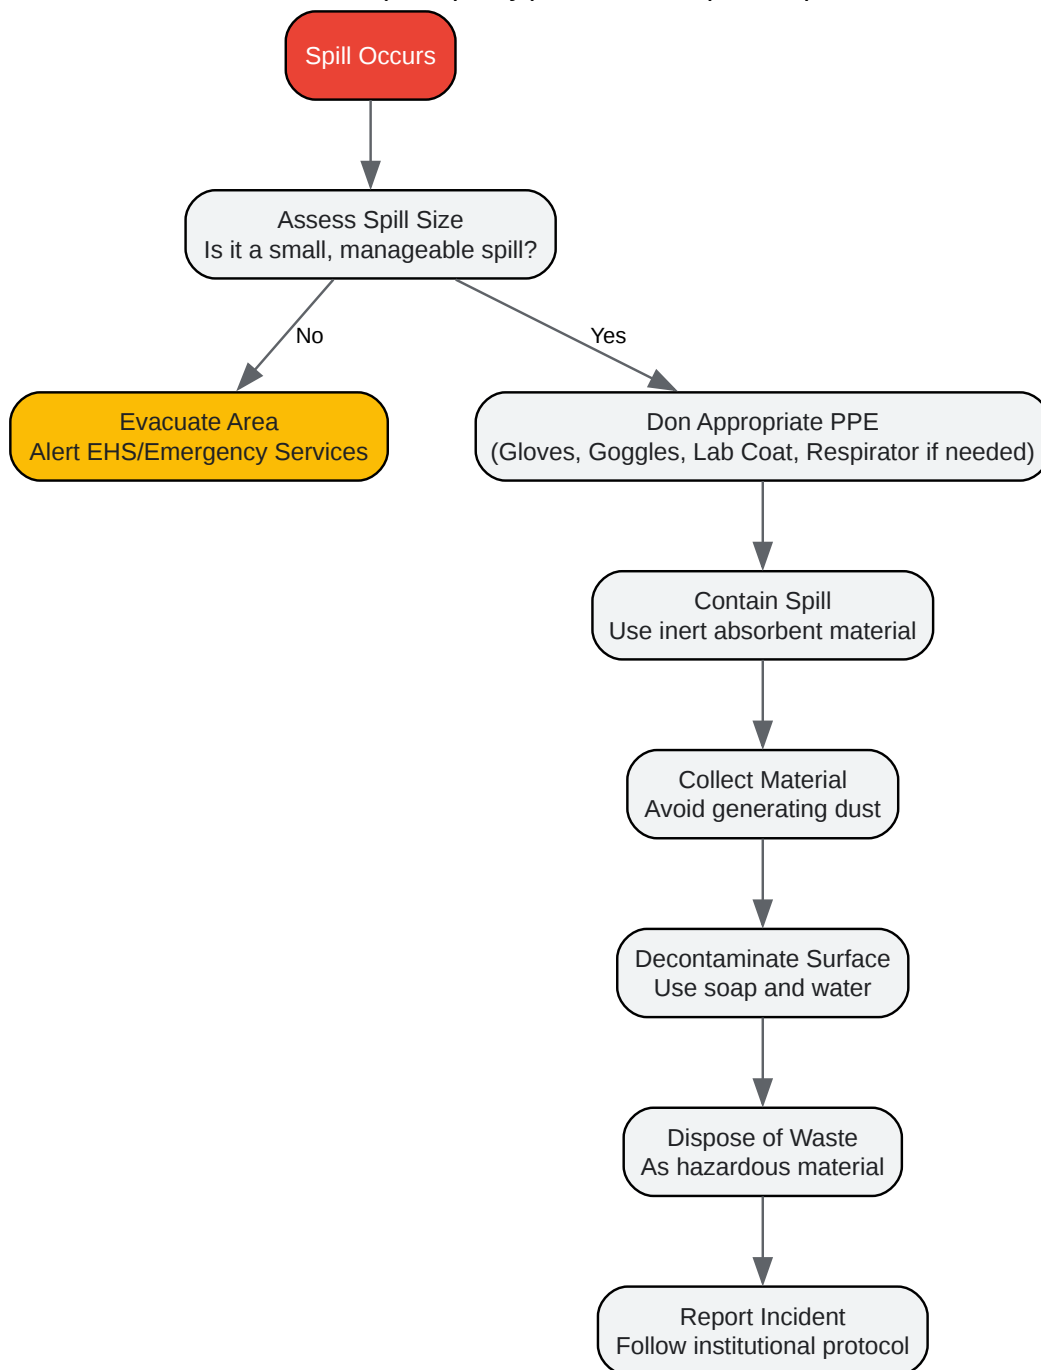 Spill Occurs
Assess Spill Size
Is it a small, manageable spill?
No
Yes
Evacuate Area
Alert EHS/Emergency Services
Don Appropriate PPE
(Gloves, Goggles, Lab Coat, Respirator if needed)
Contain Spill
Use inert absorbent material
Collect Material
Avoid generating dust
Decontaminate Surface
Use soap and water
Dispose of Waste
As hazardous material
Report Incident
Follow institutional protocol